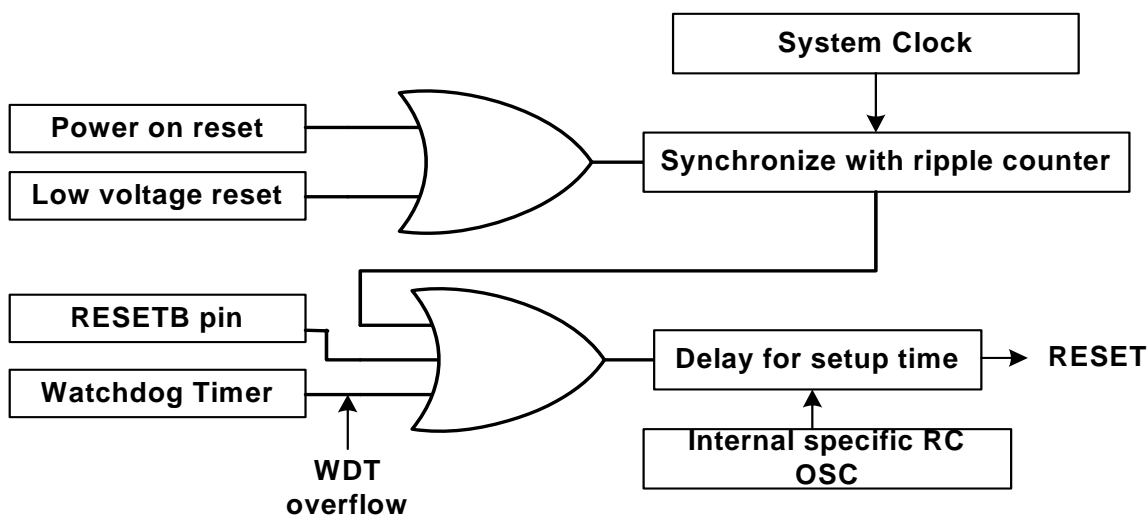 System Clock
Power on reset
Synchronize with ripple counter
Low voltage reset
RESETB pin
Delay for setup time
RESET
Watchdog Timer
Internal specific RC
OSC
WDT
overflow